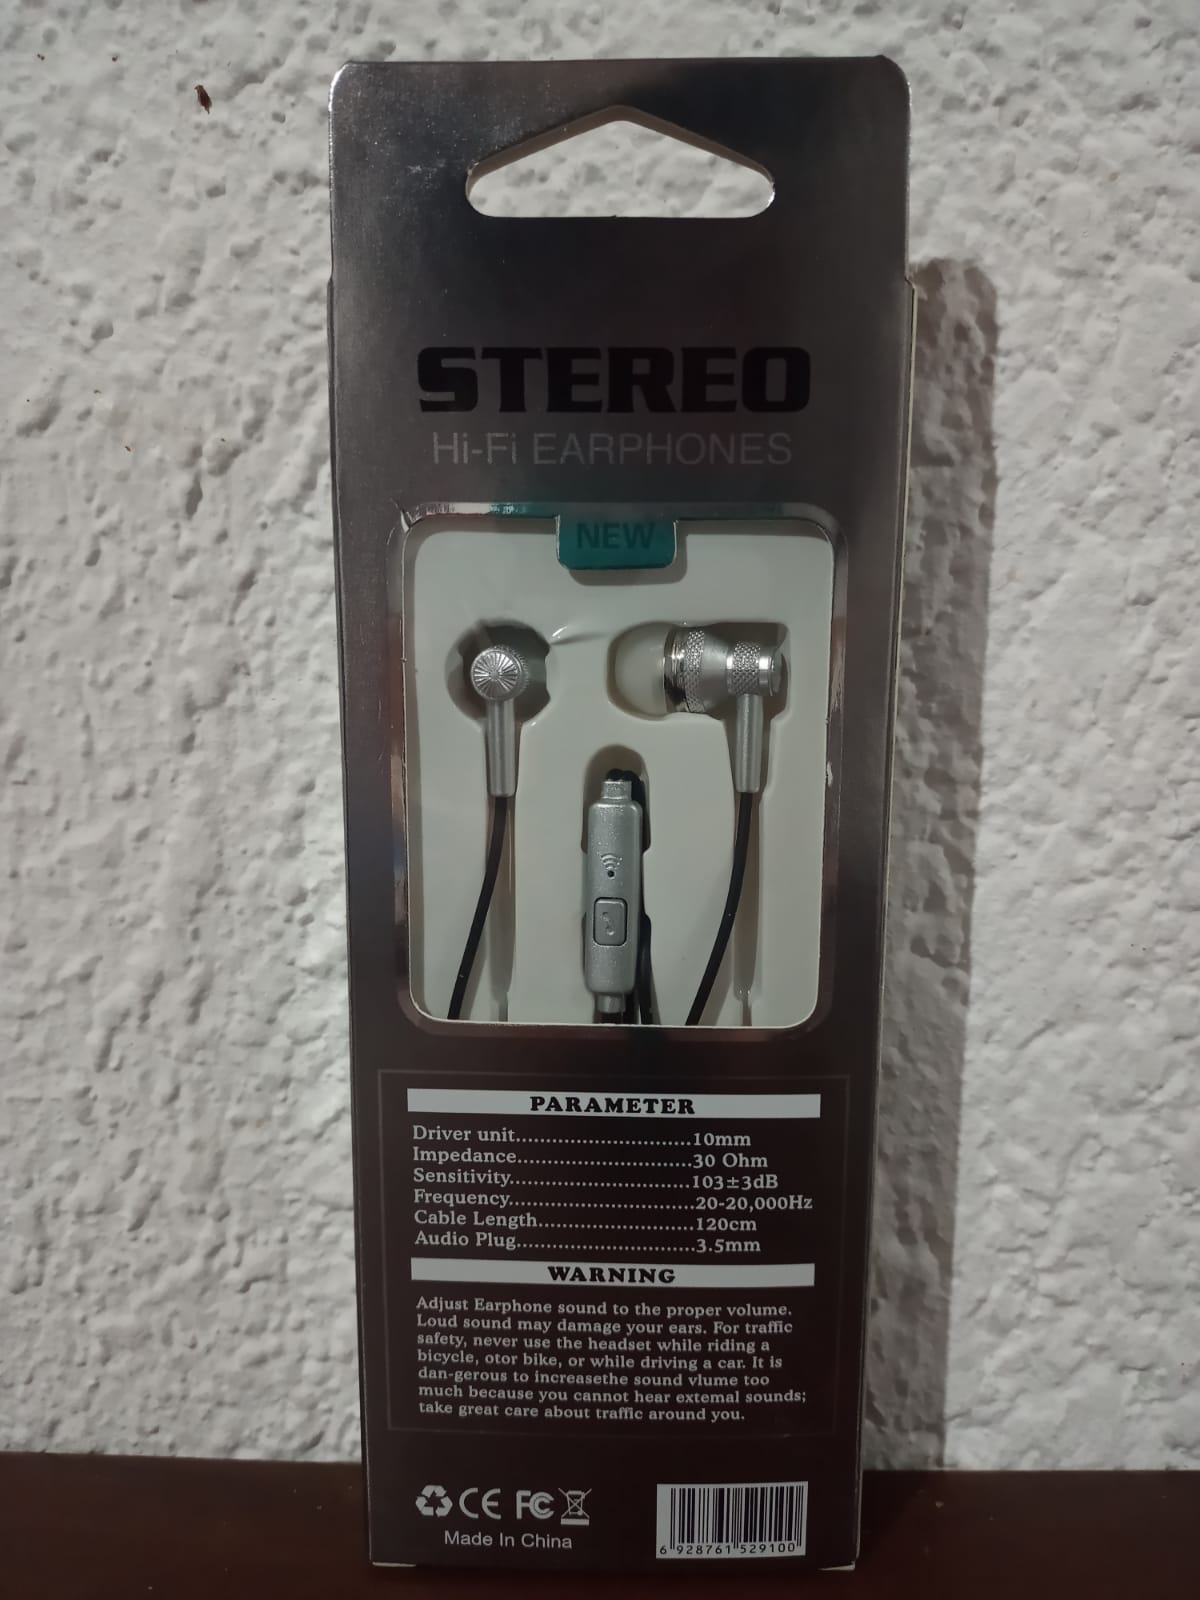 STEREO
Hi-Fi EARPHONES
NEW
PARAMETER
Driver unit.............................10mm
Impedance.............................30 Ohm
Sensitivity..............................103±3dB
Frequency...............................20-20,000Hz
Cable Length..........................120cm
Audio Plug..............................3.5mm
WARNING
Adjust Earphone sound to the proper volume.
Loud sound may damage your ears. For traffic
safety, never use the headset while riding a
bicycle, otor bike, or while driving a car. It is
dan-gerous to increasethe sound vlume too
much because you cannot hear extemal sounds;
take great care about traffic around you.
CE FC
Made In China
6 928761 529100